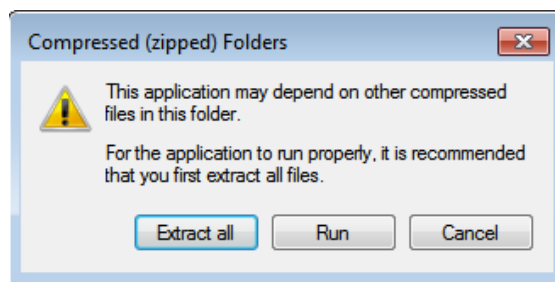 Compressed (zipped) Folders
This application may depend on other compressed
files in this folder.
For the application to run properly, it is recommended
that you first extract all files.
Extract all
Run
Cancel